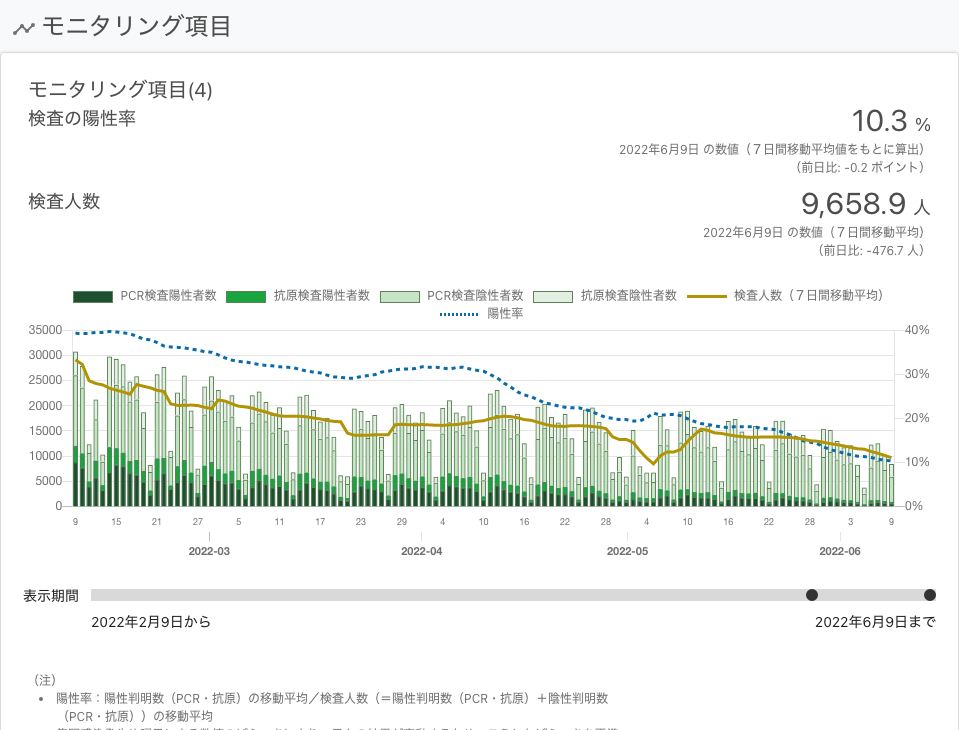 モニタリング項目
モニタリング項目(4)
検査の陽性率
10.3 %
2022年6月9日 の数値（７日間移動平均値をもとに算出）
（前日比: -0.2 ポイント）
検査人数
9,658.9 人
2022年6月9日 の数値（７日間移動平均）
（前日比: -476.7 人）
PCR検査陽性者数 抗原検査陽性者数 PCR検査陰性者数 抗原検査陰性者数 検査人数（７日間移動平均）
陽性率
35000 40%
30000
30%
25000
20000
20%
15000
10000 10%
5000
0 0%
9 15 21 27 5 11 17 23 29 4 10 16 22 28 4 10 16 22 28 3 9
2022-03 2022-04 2022-05 2022-06
表示期間
2022年2月9日から 2022年6月9日まで
（注）
• 陽性率：陽性判明数（PCR・抗原）の移動平均／検査人数（＝陽性判明数（PCR・抗原）＋陰性判明数
（PCR・抗原））の移動平均